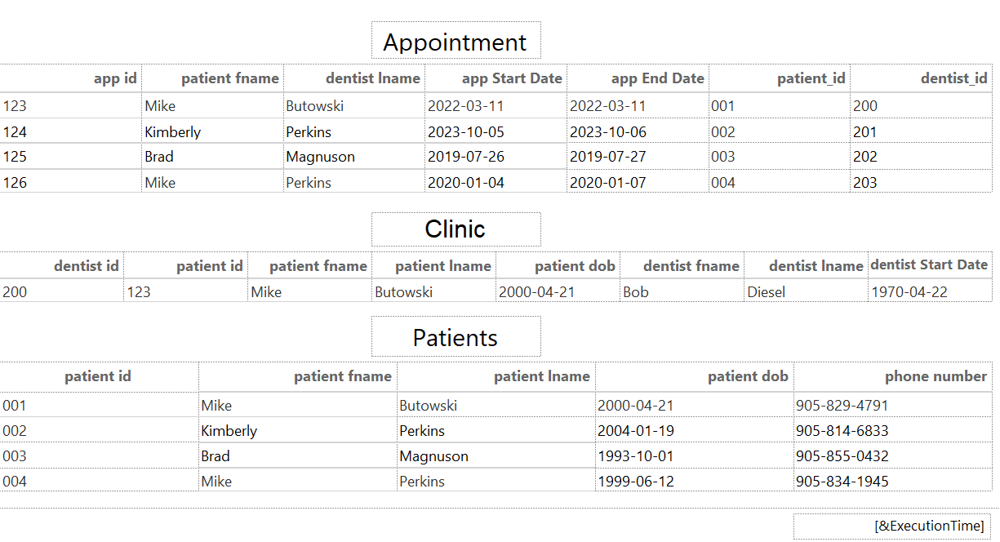 Appointment
app id patient fname dentist lname app Start Date app End Date patient_id dentist_id
123 Mike Butowski 2022-03-11 2022-03-11 001 200
124 Kimberly Perkins 2023-10-05 2023-10-06 002 201
125 Brad Magnuson 2019-07-26 2019-07-27 003 202
126 Mike Perkins 2020-01-04 2020-01-07 004 203
Clinic
dentist id patient id patient fname patient lname patient dob dentist fname dentist lname dentist Start Date
200 123 Mike Butowski 2000-04-21 Bob Diesel 1970-04-22
Patients
patient id patient fname patient lname patient dob phone number
001 Mike Butowski 2000-04-21 905-829-4791
002 Kimberly Perkins 2004-01-19 905-814-6833
003 Brad Magnuson 1993-10-01 905-855-0432
004 Mike Perkins 1999-06-12 905-834-1945
[&ExecutionTime]